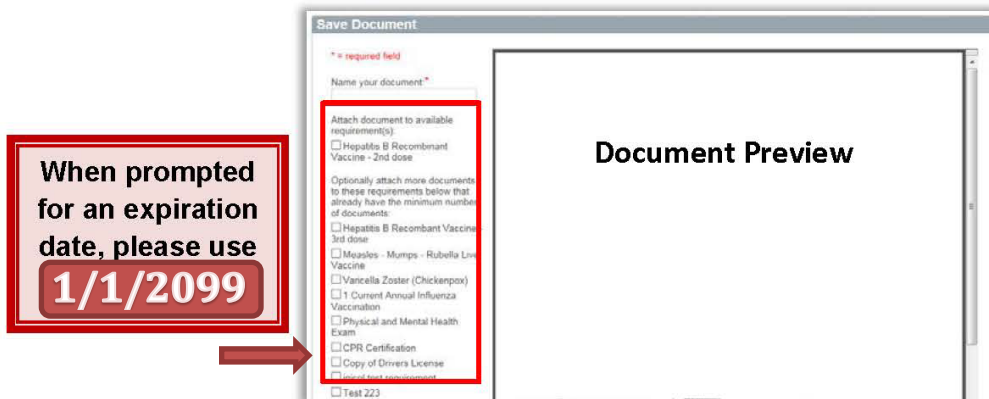 When prompted
for an expiration
date, please use
1/1/2099
Save Document
* = required field
Name your document:*
Attach document to available
requirement(s):
Hepatitis B Recombinant
Vaccine - 2nd dose
Optionally attach more documents
to these requirements below that
already have the minimum number
of documents:
Hepatitis B Recombant Vaccine
3rd dose
Measles - Mumps - Rubella Live
Vaccine
Varicella Zoster (Chickenpox)
1 Current Annual Influenza
Vaccination
Physical and Mental Health
Exam
CPR Certification
Copy of Drivers License
test requirement
Test 223
Document Preview